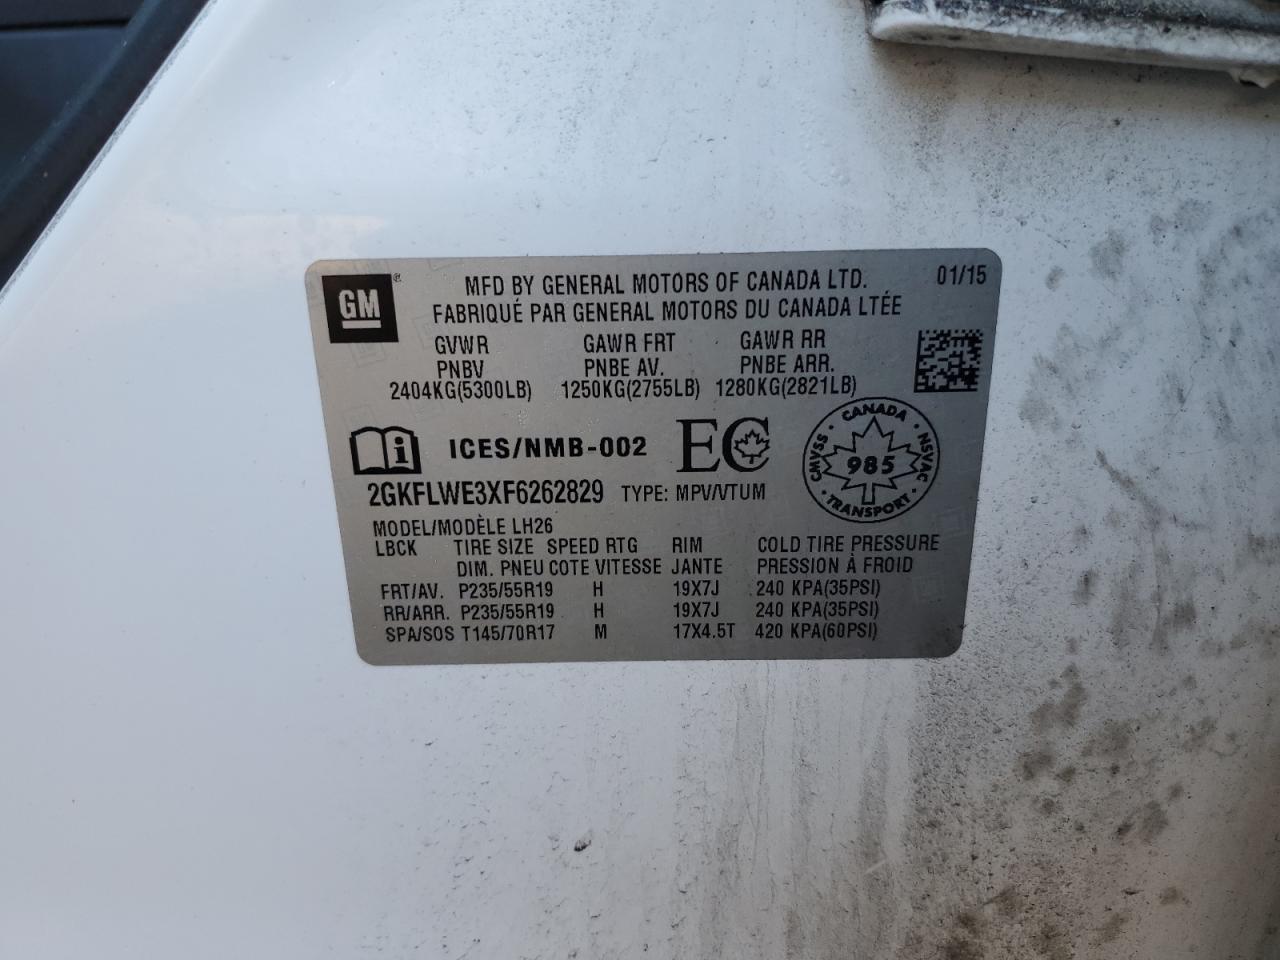 GM ® MFD BY GENERAL MOTORS OF CANADA LTD. 01/15
FABRIQUÉ PAR GENERAL MOTORS DU CANADA LTÉE
GVWR GAWR FRT GAWR RR
PNBV PNBE AV. PNBE ARR.
2404KG(5300LB) 1250KG(2755LB) 1280KG(2821LB)
i ICES/NMB-002 EC
CANADA
CMVSS 985 NSVAC
TRANSPORT
2GKFLWE3XF6262829 TYPE: MPV/VTUM
MODEL/MODÈLE LH26
LBCK TIRE SIZE SPEED RTG RIM COLD TIRE PRESSURE
DIM. PNEU COTE VITESSE JANTE PRESSION À FROID
FRT/AV. P235/55R19 H 19X7J 240 KPA(35PSI)
RR/ARR. P235/55R19 H 19X7J 240 KPA(35PSI)
SPA/SOS T145/70R17 M 17X4.5T 420 KPA(60PSI)